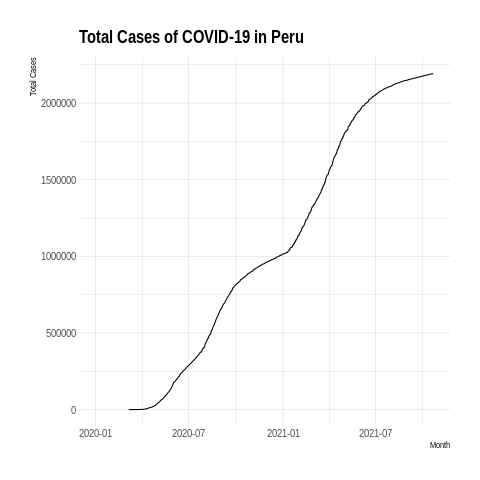 Total Cases of COVID-19 in Peru
Total Cases
2000000
1500000
1000000
500000
0
2020-01 2020-07 2021-01 2021-07
Month